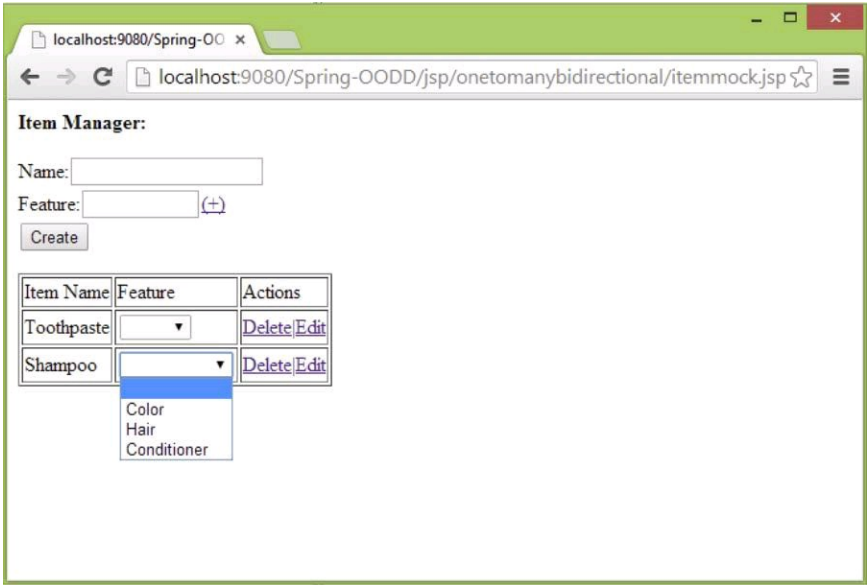 localhost:9080/Spring-OO
localhost:9080/Spring-OODD/jsp/onetomanybidirectional/itemmock.jsp
Item Manager:
Name:
Feature: (+)
Create
Item Name Feature Actions
Toothpaste Delete|Edit
Shampoo Delete|Edit
Color
Hair
Conditioner